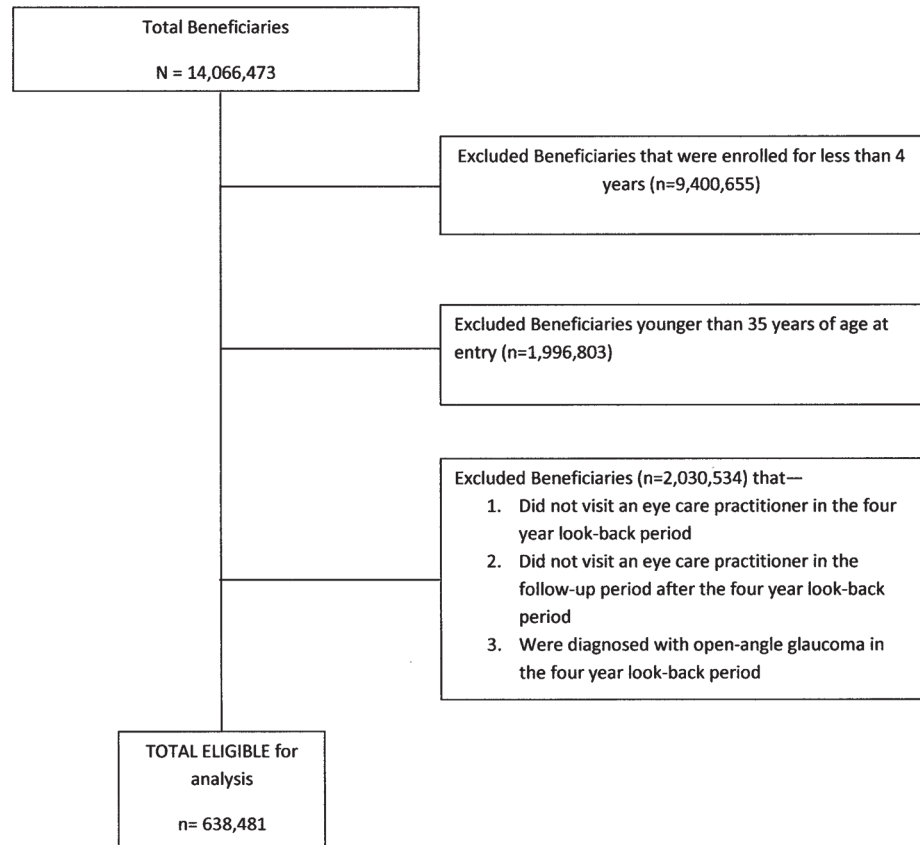 Total Beneficiaries
N = 14,066,473
Excluded Beneficiaries that were enrolled for less than 4
years (n=9,400,655)
Excluded Beneficiaries younger than 35 years of age at
entry (n=1,996,803)
Excluded Beneficiaries (n=2,030,534) that—
1. Did not visit an eye care practitioner in the four
year look-back period
2. Did not visit an eye care practitioner in the
follow-up period after the four year look-back
period
3. Were diagnosed with open-angle glaucoma in
the four year look-back period
TOTAL ELIGIBLE for
analysis
n= 638,481